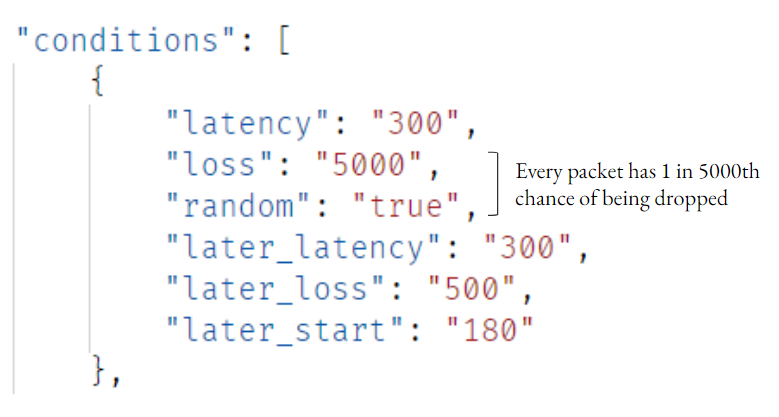 "conditions": [
{
"latency": "300",
"loss": "5000",
"random": "true",
Every packet has 1 in 5000th
chance of being dropped
"later_latency": "300",
"later_loss": "500",
"later_start": "180"
},